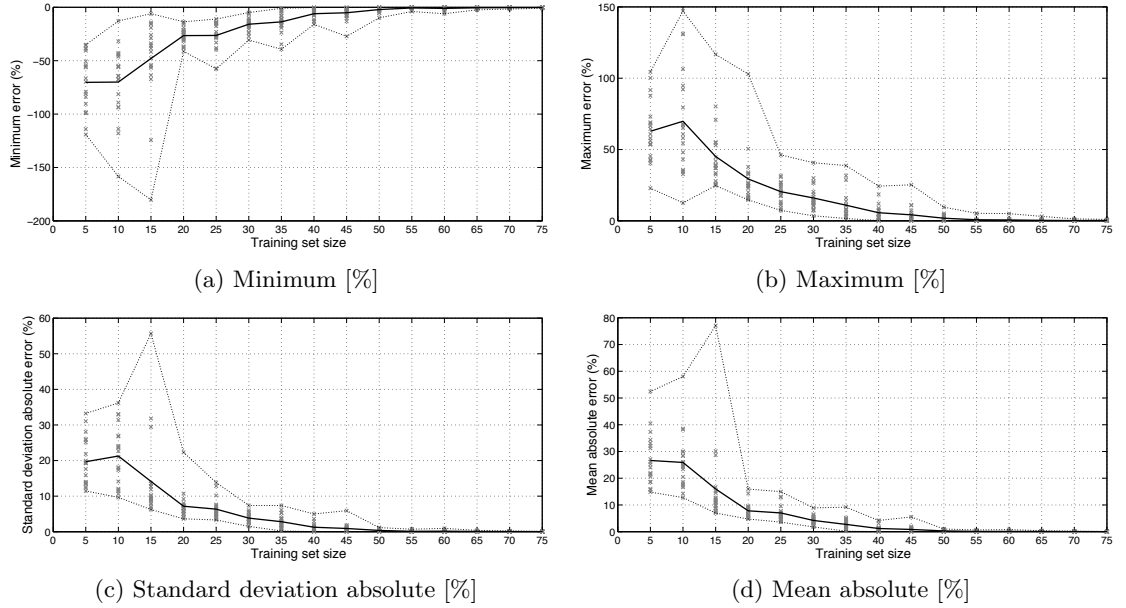 0
−50
−100
−150
−200
Minimum error (%)
0 5 10 15 20 25 30 35 40 45 50 55 60 65 70 75
Training set size
(a) Minimum [%]
150
100
50
0
Maximum error (%)
0 5 10 15 20 25 30 35 40 45 50 55 60 65 70 75
Training set size
(b) Maximum [%]
60
50
40
30
20
10
0
Standard deviation absolute error (%)
0 5 10 15 20 25 30 35 40 45 50 55 60 65 70 75
Training set size
(c) Standard deviation absolute [%]
80
70
60
50
40
30
20
10
0
Mean absolute error (%)
0 5 10 15 20 25 30 35 40 45 50 55 60 65 70 75
Training set size
(d) Mean absolute [%]